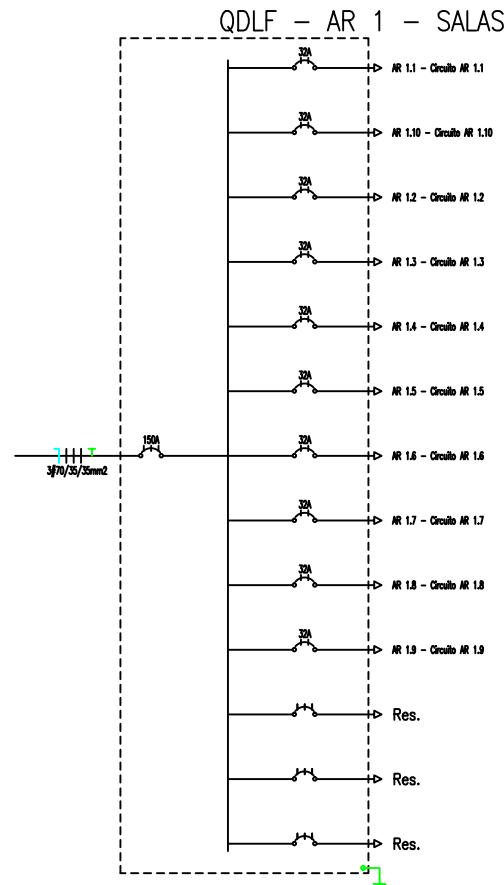 QDLF - AR 1 - SALAS
32A
AR 1.1 - Circuito AR 1.1
32A
AR 1.10 - Circuito AR 1.10
32A
AR 1.2 - Circuito AR 1.2
32A
AR 1.3 - Circuito AR 1.3
32A
AR 1.4 - Circuito AR 1.4
32A
AR 1.5 - Circuito AR 1.5
150A
32A
AR 1.6 - Circuito AR 1.6
3#70/35/35mm2
32A
AR 1.7 - Circuito AR 1.7
32A
AR 1.8 - Circuito AR 1.8
32A
AR 1.9 - Circuito AR 1.9
Res.
Res.
Res.